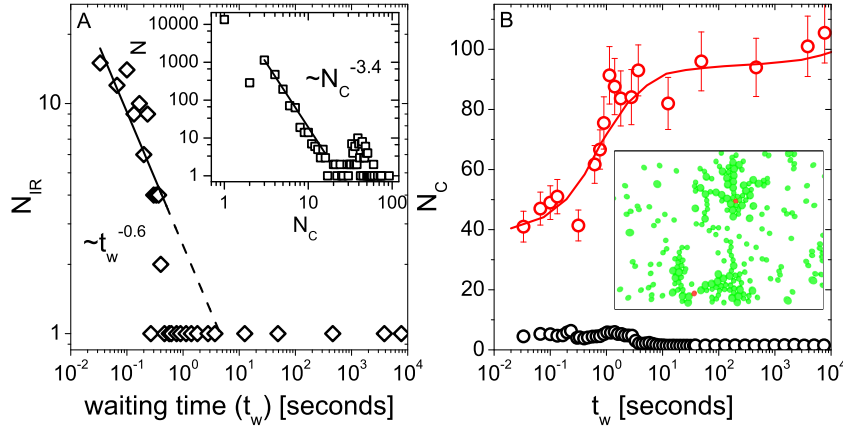 A
N_IR
10
1
~t_w^-0.6
10^-2 10^-1 10^0 10^1 10^2 10^3 10^4
waiting time (t_w) [seconds]
N
10000
1000
100
10
1
~N_C^-3.4
1 10 100
N_C
B
N_C
100
80
60
40
20
0
10^-2 10^-1 10^0 10^1 10^2 10^3 10^4
t_w [seconds]